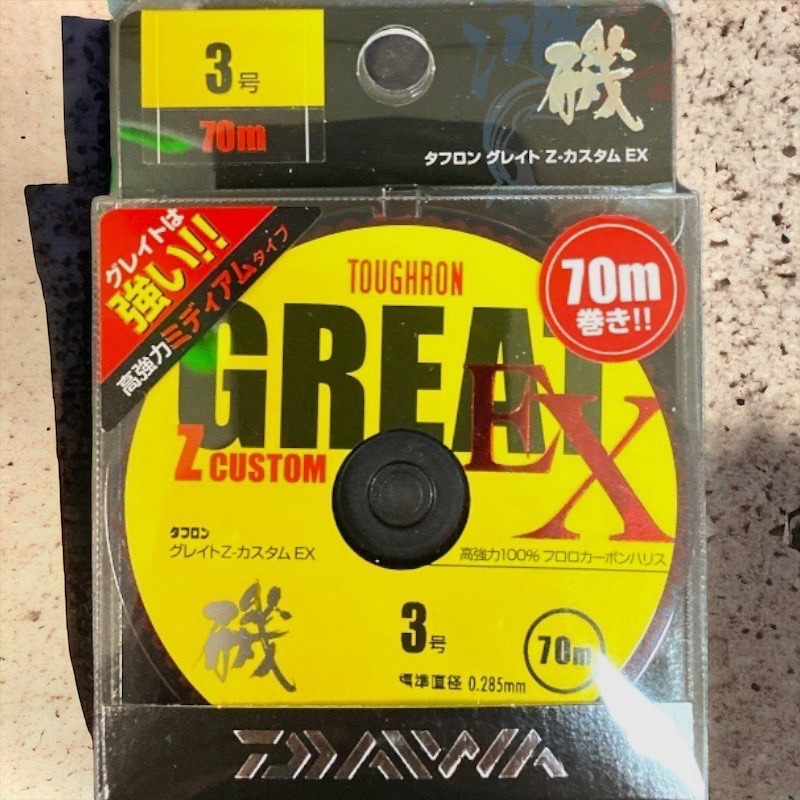 3号
70m
磯
タフロン グレイト Z-カスタム EX
グレイトは
強い!!
高強力ミディアムタイプ
70m
巻き!!
TOUGHRON
GREAT
EX
Z CUSTOM
タフロン
グレイトZ-カスタム EX
高強力100% フロロカーボンハリス
磯
3号
70m
標準直径 0.285mm
DAIWA